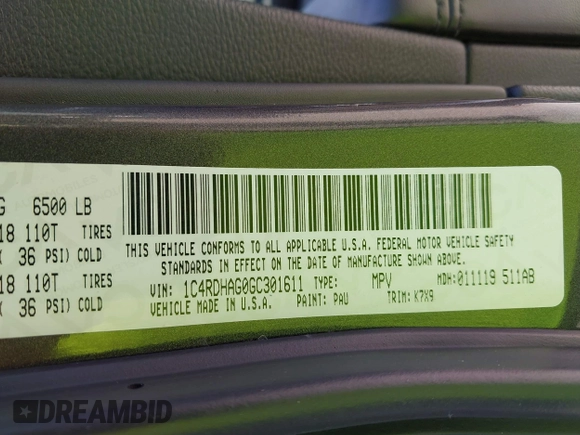 G 6500 LB
18 110T TIRES
( 36 PSI) COLD
18 110T TIRES
( 36 PSI) COLD
THIS VEHICLE CONFORMS TO ALL APPLICABLE U.S.A. FEDERAL MOTOR VEHICLE SAFETY
STANDARDS IN EFFECT ON THE DATE OF MANUFACTURE SHOWN ABOVE.
VIN: 1C4RDHAG0GC301611 TYPE: MPV MDH: 011119 511AB
VEHICLE MADE IN U.S.A. PAINT: PAU TRIM: K7X9
DREAMBID